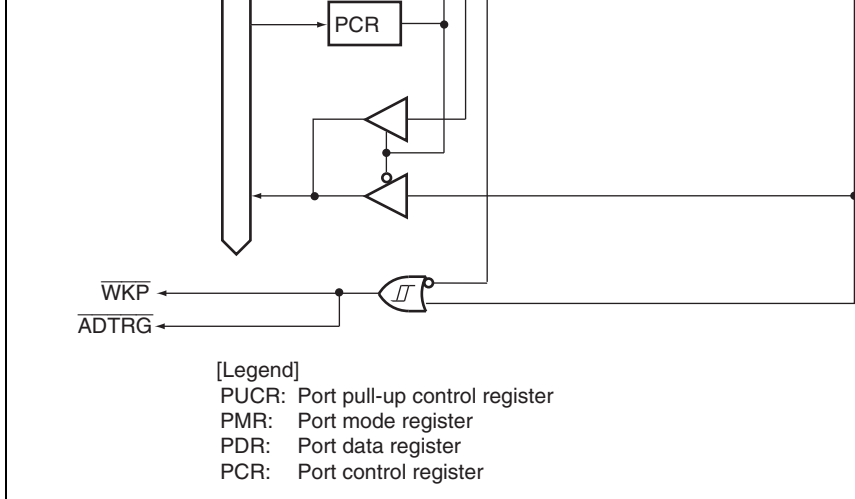 PCR
WKP
ADTRG
[Legend]
PUCR: Port pull-up control register
PMR: Port mode register
PDR: Port data register
PCR: Port control register